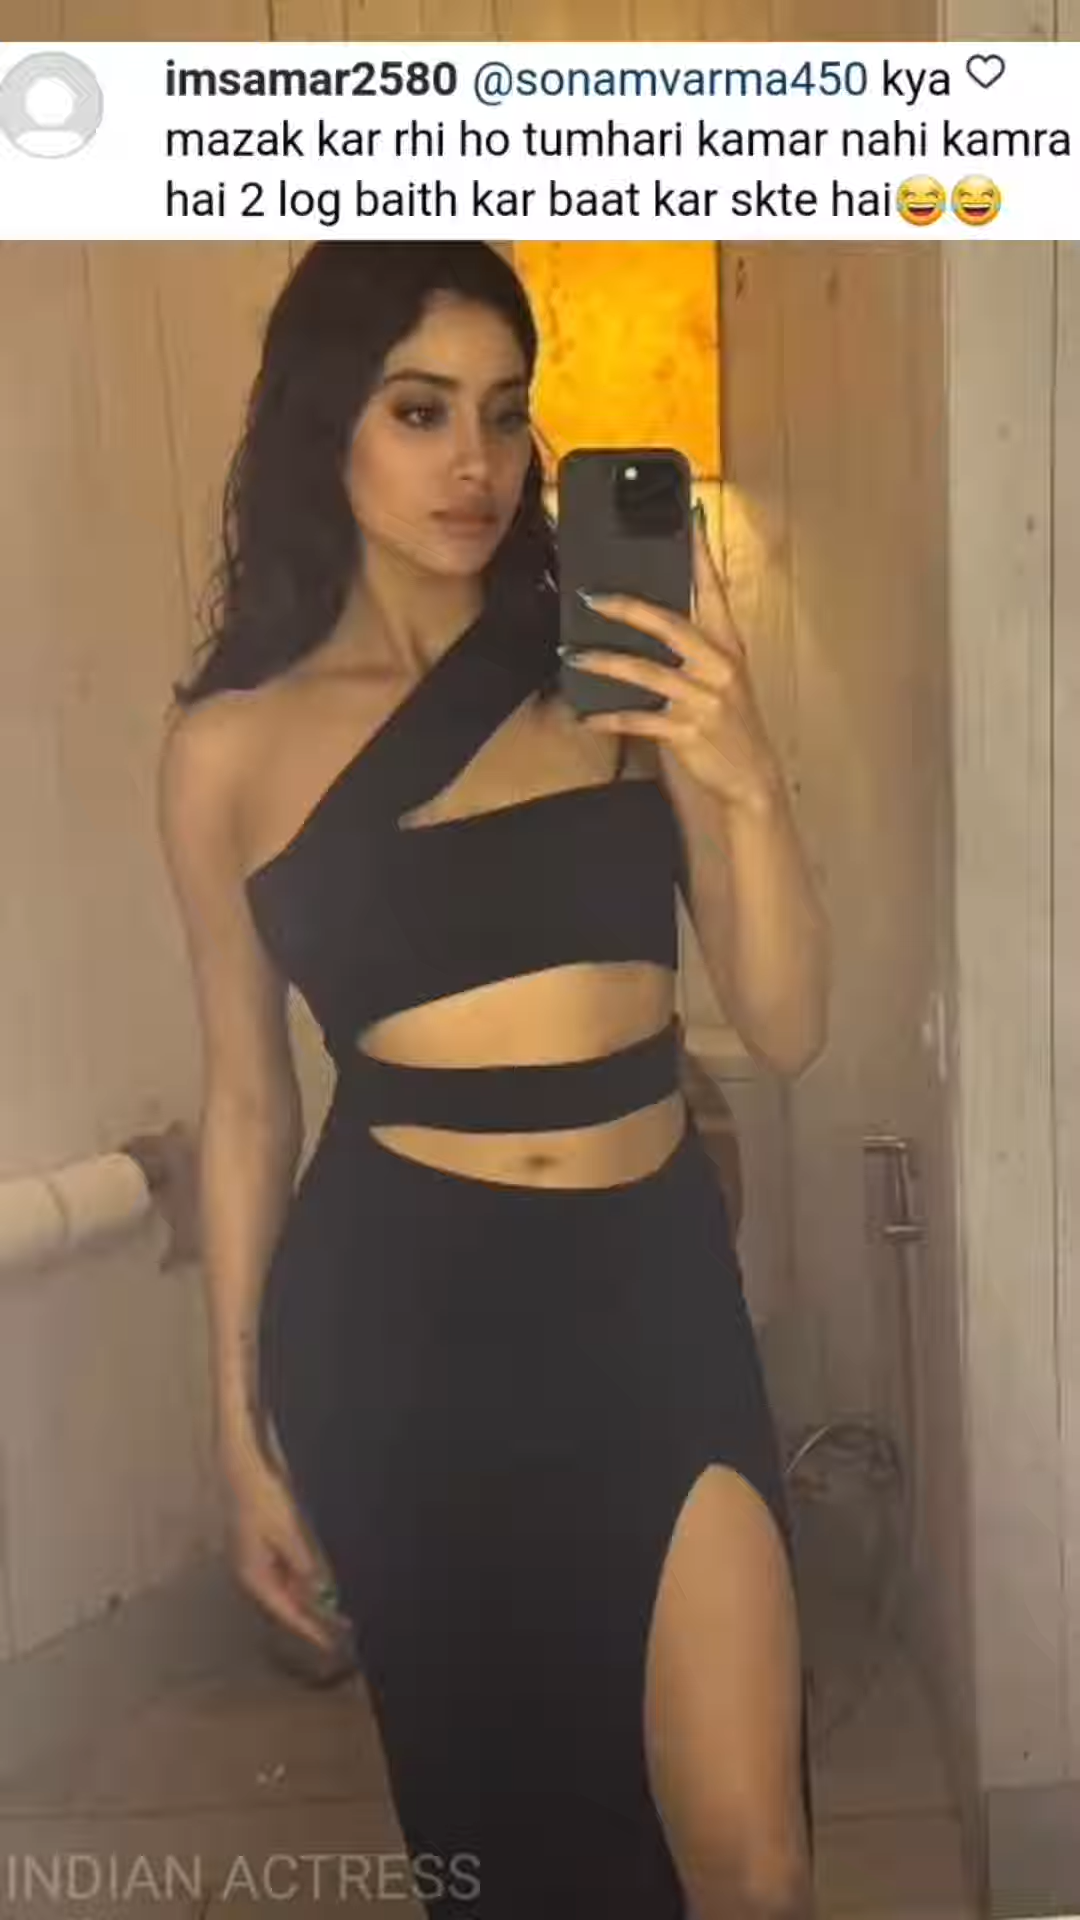 imsamar2580 @sonamvarma450 kya ♡
mazak kar rhi ho tumhari kamar nahi kamra
hai 2 log baith kar baat kar skte hai😂😂
INDIAN ACTRESS